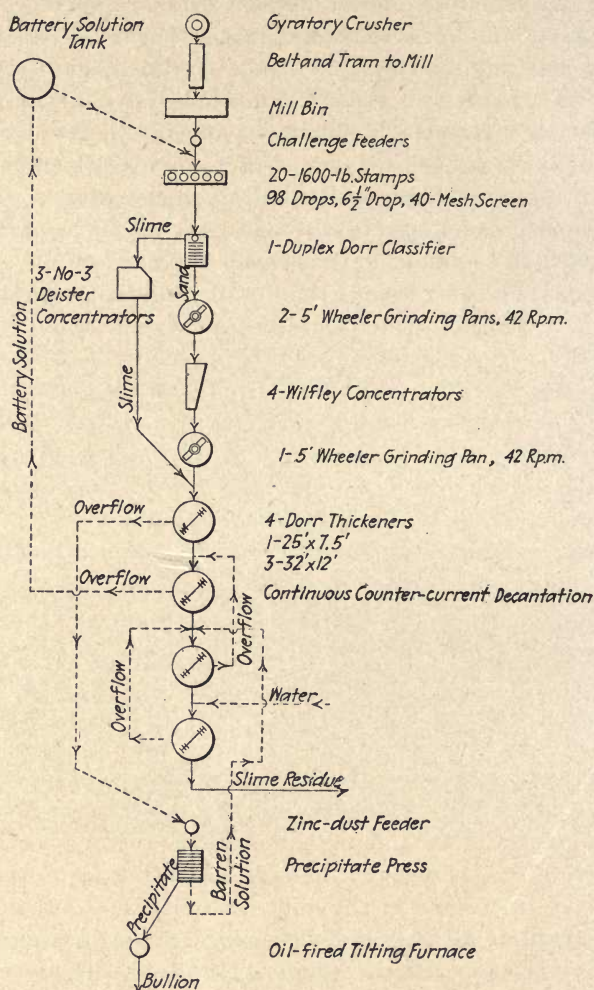 Battery Solution
Tank
Gyratory Crusher
Belt and Tram to Mill
Mill Bin
Challenge Feeders
20-1600-lb. Stamps
98 Drops, 6 1/2" Drop, 40-Mesh Screen
Slime
1-Duplex Dorr Classifier
3-No-3
Deister
Concentrators
Sand
2-5' Wheeler Grinding Pans, 42 Rpm.
Battery Solution
Slime
4-Wilfley Concentrators
1-5' Wheeler Grinding Pan, 42 Rpm.
Overflow
4-Dorr Thickeners
1-25'x7.5'
3-32'x12'
Overflow
Continuous Counter-current Decantation
Overflow
Overflow
Water
Slime Residue
Zinc-dust Feeder
Precipitate
Barren
Solution
Precipitate Press
Oil-fired Tilting Furnace
Bullion